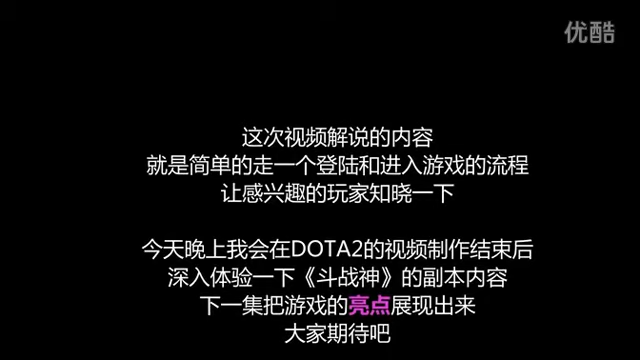 优酷
这次视频解说的内容
就是简单的走一个登陆和进入游戏的流程
让感兴趣的玩家知晓一下
今天晚上我会在DOTA2的视频制作结束后
深入体验一下《斗战神》的副本内容
下一集把游戏的亮点展现出来
大家期待吧